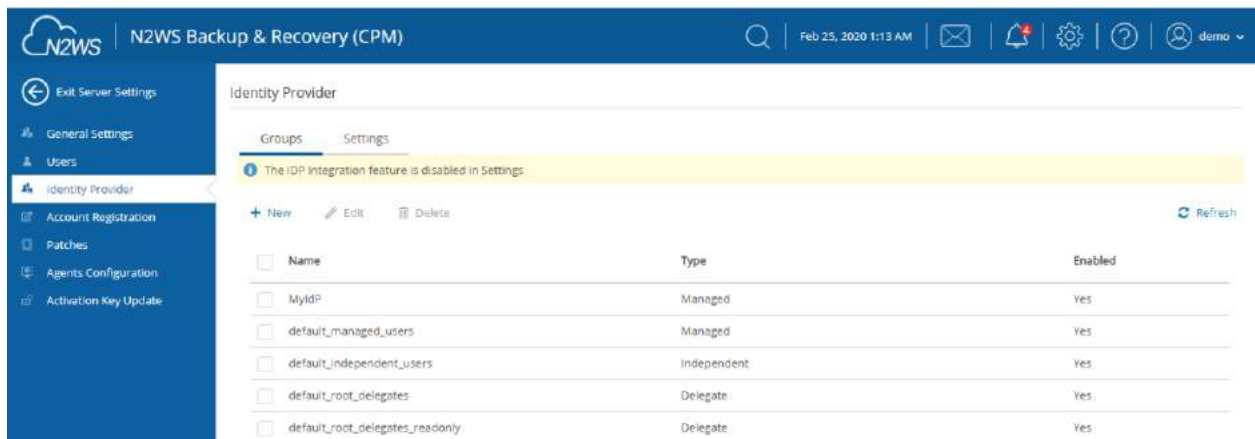 N2WS
N2WS Backup & Recovery (CPM)
Feb 25, 2020 1:13 AM
4
demo
Exit Server Settings
General Settings
Users
Identity Provider
Account Registration
Patches
Agents Configuration
Activation Key Update
Identity Provider
Groups Settings
The IDP Integration feature is disabled in Settings
+ New Edit Delete Refresh
Name Type Enabled
MyIdP Managed Yes
default_managed_users Managed Yes
default_independent_users Independent Yes
default_root_delegates Delegate Yes
default_root_delegates_readonly Delegate Yes